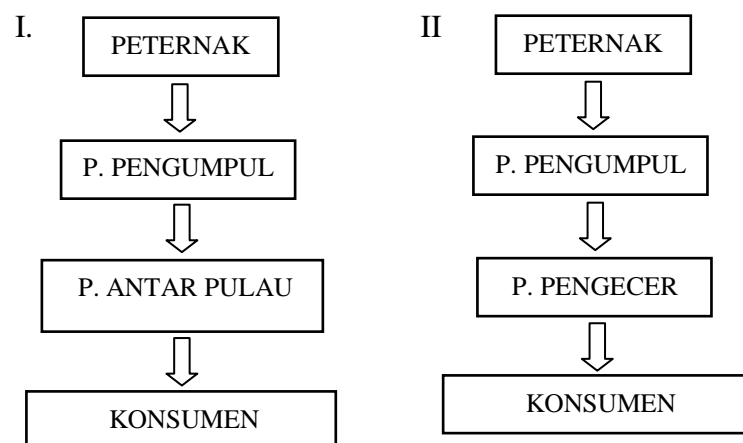 I.
PETERNAK
P. PENGUMPUL
P. ANTAR PULAU
KONSUMEN
II
PETERNAK
P. PENGUMPUL
P. PENGECER
KONSUMEN